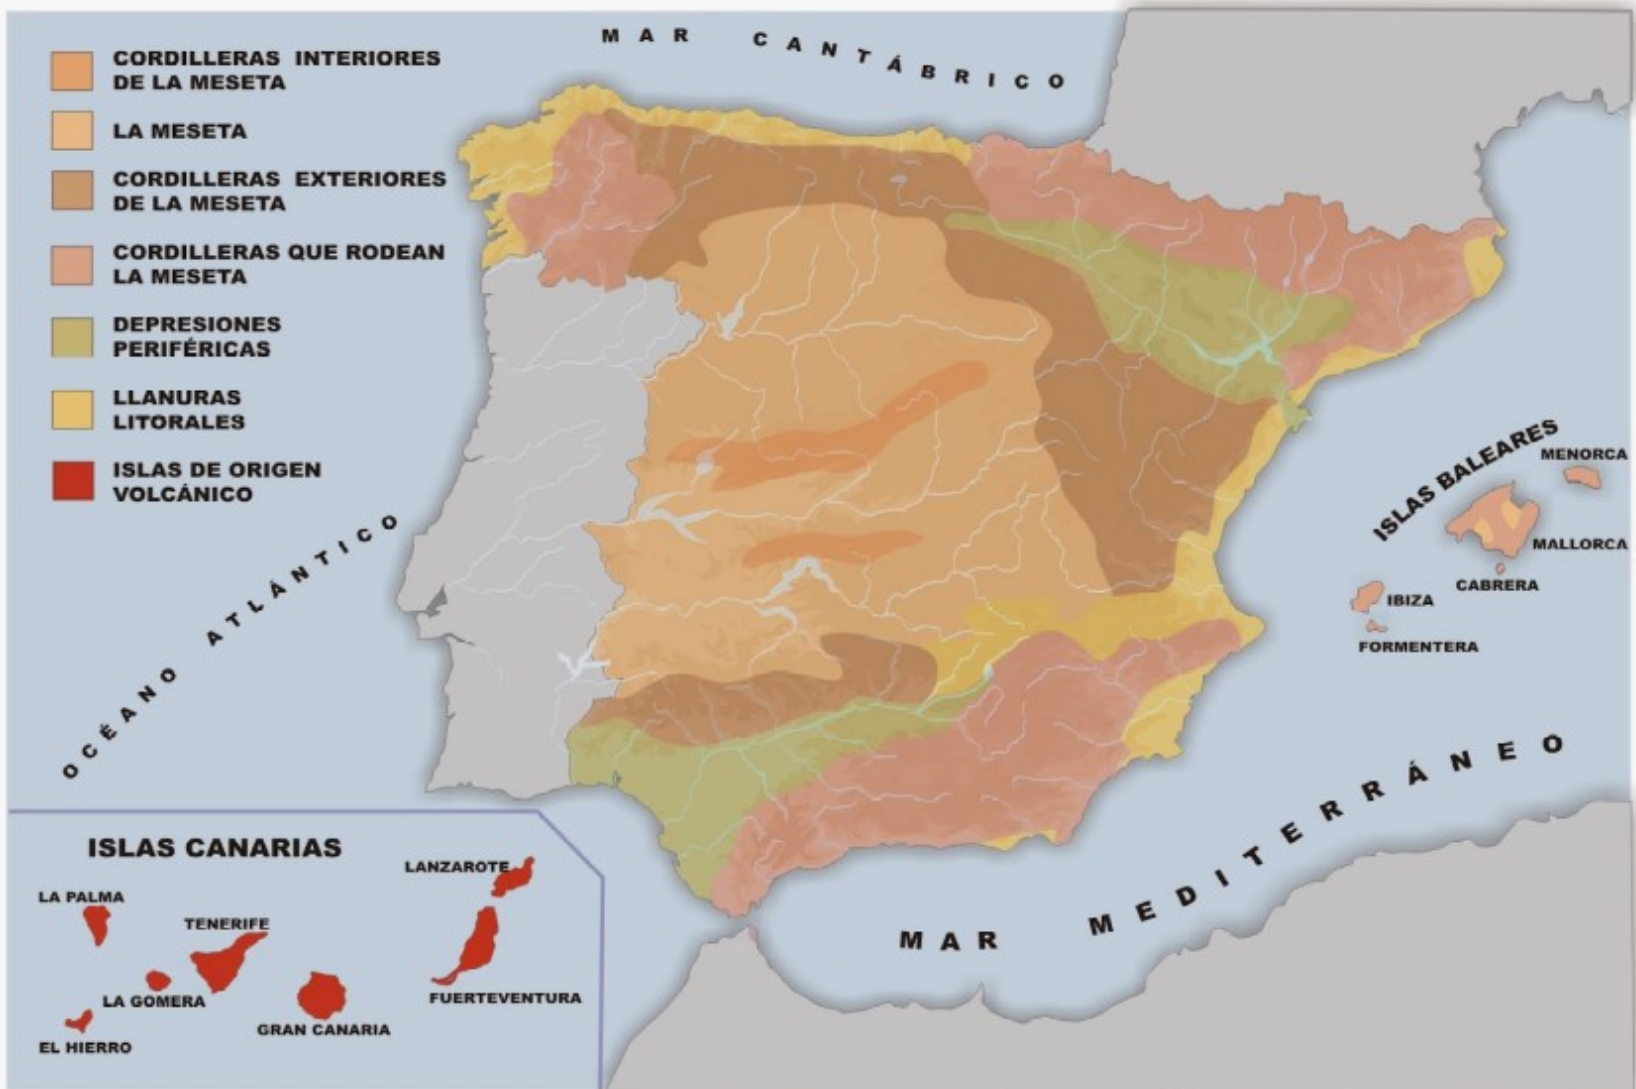 MAR CANTÁBRICO
CORDILLERAS INTERIORES
DE LA MESETA
LA MESETA
CORDILLERAS EXTERIORES
DE LA MESETA
CORDILLERAS QUE RODEAN
LA MESETA
DEPRESIONES
PERIFÉRICAS
LLANURAS
LITORALES
ISLAS DE ORIGEN
VOLCÁNICO
OCÉANO ATLÁNTICO
ISLAS BALEARES
MENORCA
MALLORCA
CABRERA
IBIZA
FORMENTERA
MAR MEDITERRÁNEO
ISLAS CANARIAS
LANZAROTE
LA PALMA
TENERIFE
LA GOMERA
FUERTEVENTURA
GRAN CANARIA
EL HIERRO